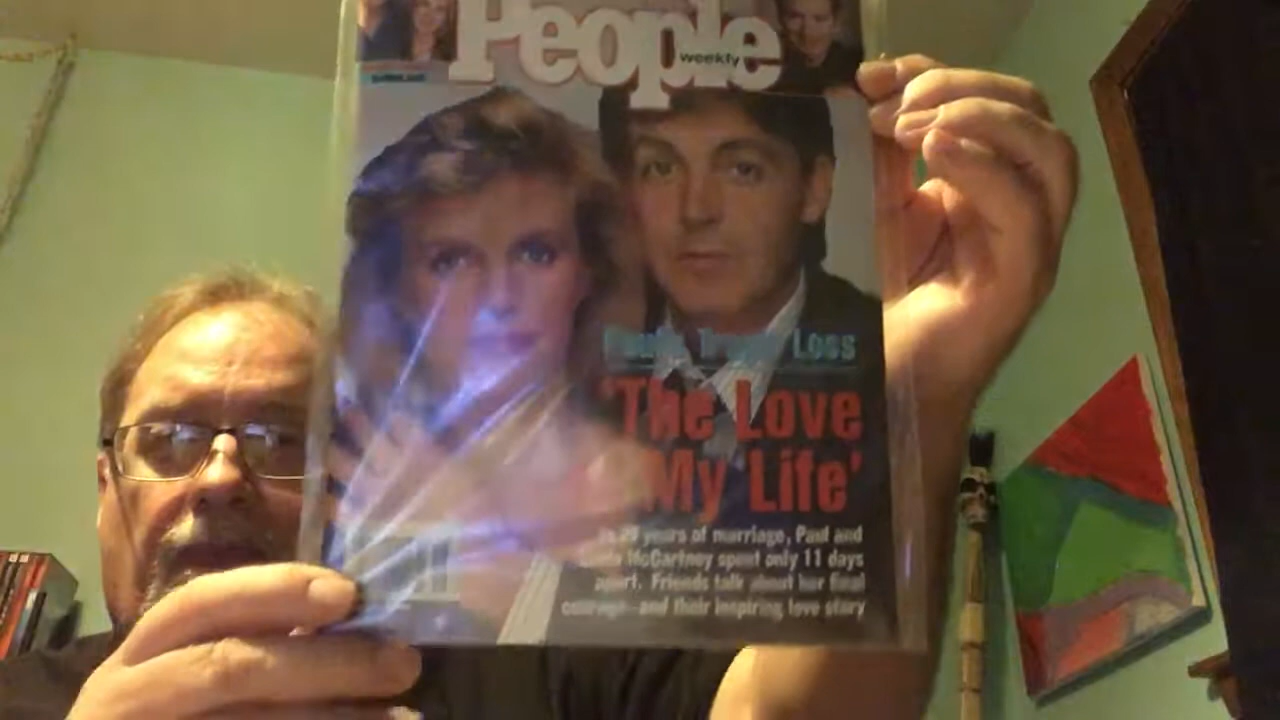 People
weekly
Loss
'The Love
My Life'
years of marriage, Paul and
McCartney spent only 11 days
apart. Friends talk about her final
courage—and their inspiring love story